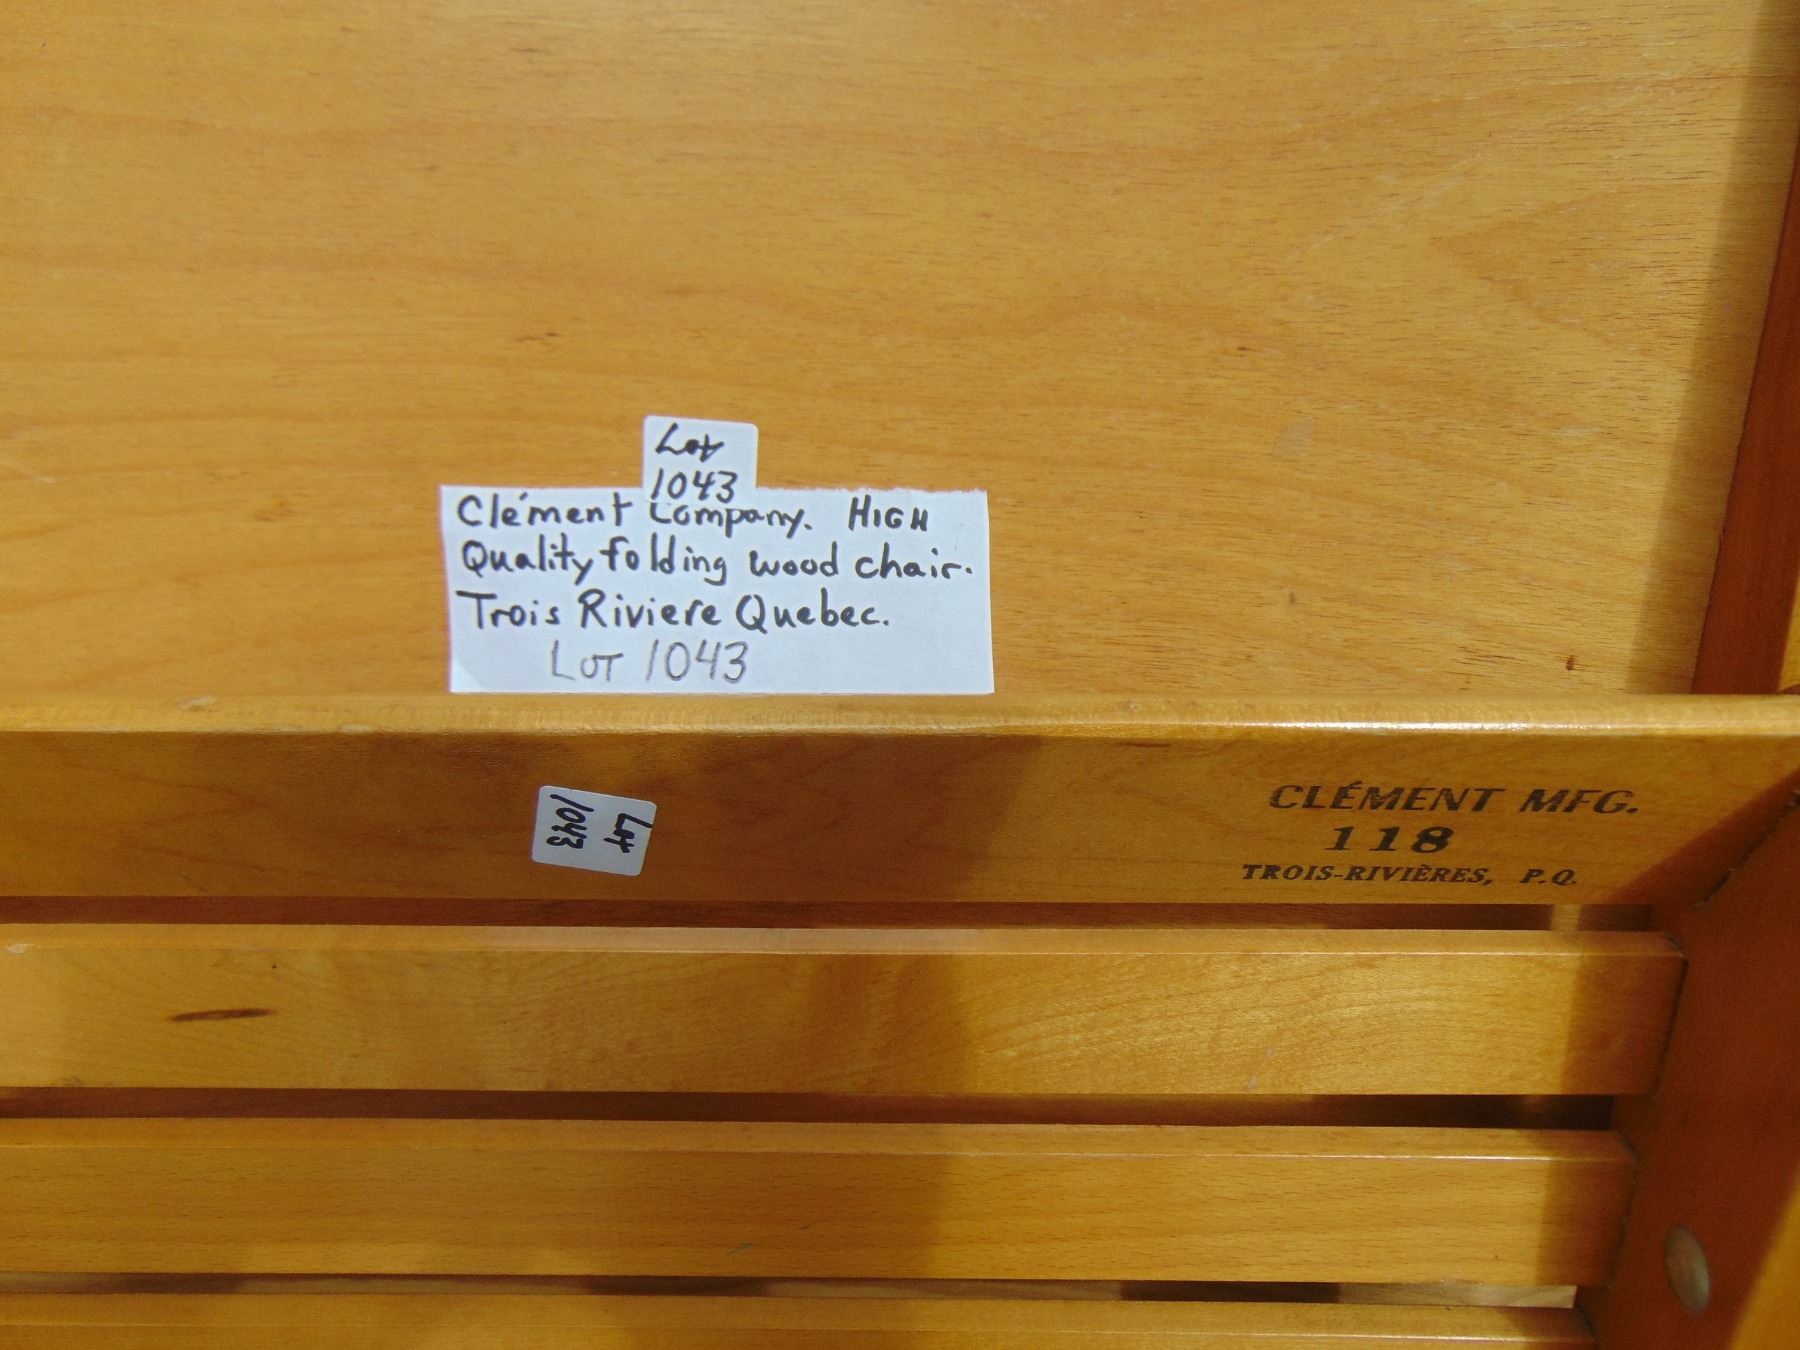 Lot
1043
Clément Company. HIGH
Quality folding wood chair.
Trois Riviere Quebec.
LOT 1043
Lot
1043
CLÉMENT MFG.
118
TROIS-RIVIÈRES, P.Q.